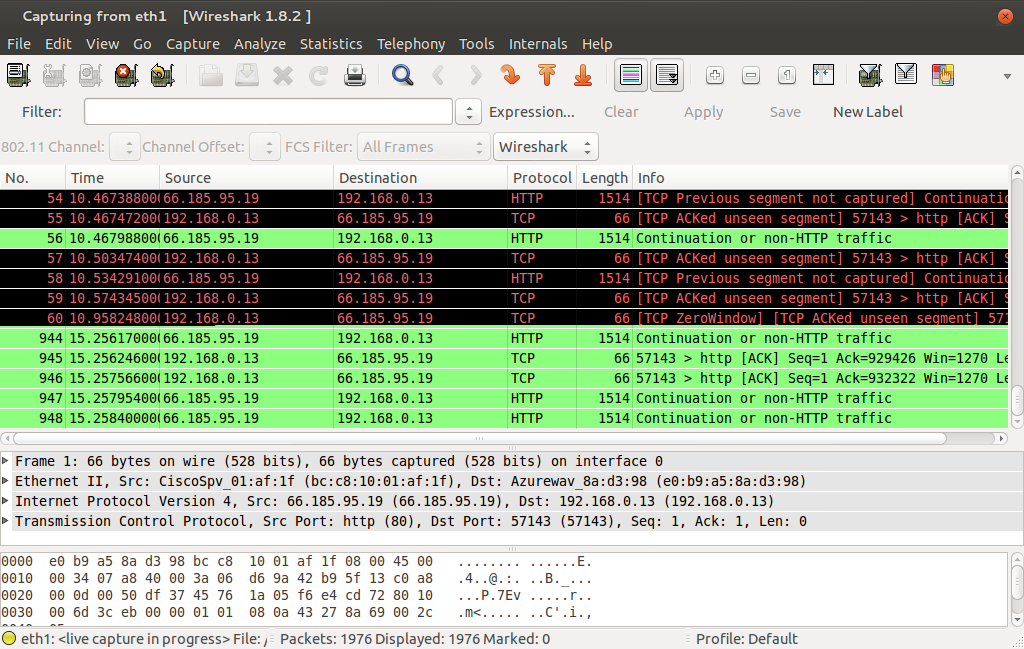 Capturing from eth1 [Wireshark 1.8.2 ]
File Edit View Go Capture Analyze Statistics Telephony Tools Internals Help
Filter: Expression... Clear Apply Save New Label
802.11 Channel: Channel Offset: FCS Filter: All Frames Wireshark
No. Time Source Destination Protocol Length Info
54 10.467388000 66.185.95.19 192.168.0.13 HTTP 1514 [TCP Previous segment not captured] Continuatio
55 10.467472000 192.168.0.13 66.185.95.19 TCP 66 [TCP ACKed unseen segment] 57143 > http [ACK] S
56 10.467988000 66.185.95.19 192.168.0.13 HTTP 1514 Continuation or non-HTTP traffic
57 10.503474000 192.168.0.13 66.185.95.19 TCP 66 [TCP ACKed unseen segment] 57143 > http [ACK] S
58 10.534291000 66.185.95.19 192.168.0.13 HTTP 1514 [TCP Previous segment not captured] Continuatio
59 10.574345000 192.168.0.13 66.185.95.19 TCP 66 [TCP ACKed unseen segment] 57143 > http [ACK] S
60 10.958248000 192.168.0.13 66.185.95.19 TCP 66 [TCP ZeroWindow] [TCP ACKed unseen segment] 571
944 15.256170000 66.185.95.19 192.168.0.13 HTTP 1514 Continuation or non-HTTP traffic
945 15.256246000 192.168.0.13 66.185.95.19 TCP 66 57143 > http [ACK] Seq=1 Ack=929426 Win=1270 Le
946 15.257566000 192.168.0.13 66.185.95.19 TCP 66 57143 > http [ACK] Seq=1 Ack=932322 Win=1270 Le
947 15.257954000 66.185.95.19 192.168.0.13 HTTP 1514 Continuation or non-HTTP traffic
948 15.258400000 66.185.95.19 192.168.0.13 HTTP 1514 Continuation or non-HTTP traffic
Frame 1: 66 bytes on wire (528 bits), 66 bytes captured (528 bits) on interface 0
Ethernet II, Src: CiscoSpv_01:af:1f (bc:c8:10:01:af:1f), Dst: Azurewav_8a:d3:98 (e0:b9:a5:8a:d3:98)
Internet Protocol Version 4, Src: 66.185.95.19 (66.185.95.19), Dst: 192.168.0.13 (192.168.0.13)
Transmission Control Protocol, Src Port: http (80), Dst Port: 57143 (57143), Seq: 1, Ack: 1, Len: 0
0000 e0 b9 a5 8a d3 98 bc c8 10 01 af 1f 08 00 45 00 ........ ......E.
0010 00 34 07 a8 40 00 3a 06 d6 9a 42 b9 5f 13 c0 a8 .4..@.:. ..B._...
0020 00 0d 00 50 df 37 45 76 1a 05 f6 e4 cd 72 80 10 ...P.7Ev .....r..
0030 00 6d 3c eb 00 00 01 01 08 0a 43 27 8a 69 00 2c .m<..... ..C'.i.,
eth1: <live capture in progress> File: / Packets: 1976 Displayed: 1976 Marked: 0 Profile: Default